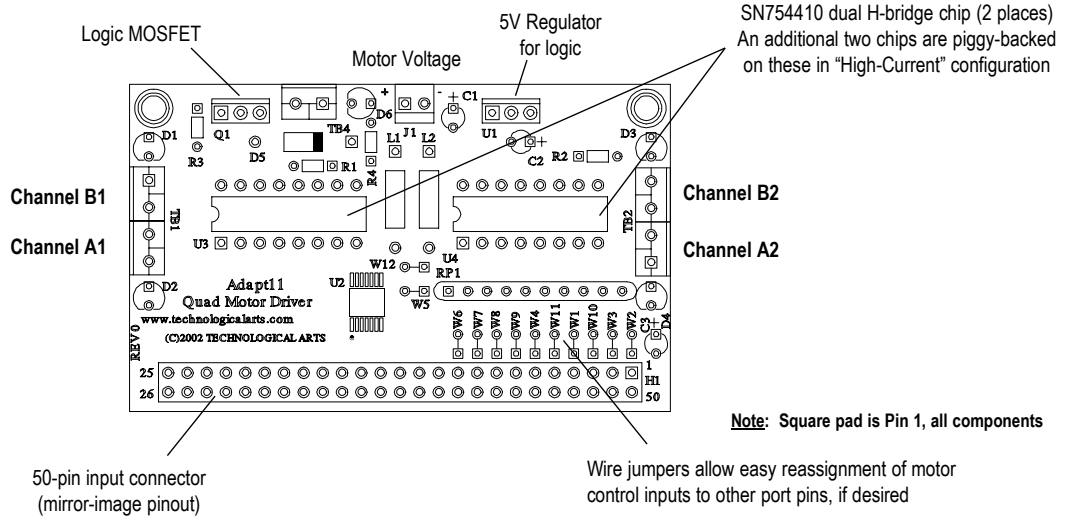 Logic MOSFET
Motor Voltage
5V Regulator
for logic
SN754410 dual H-bridge chip (2 places)
An additional two chips are piggy-backed
on these in “High-Current” configuration
+
-
+
C1
D1
Q1
R3
D5
TB4
D6
J1
L1
L2
U1
+
C2
R2
D3
R1
R4
Channel B1
TB1
Channel A1
Channel B2
TB2
Channel A2
U3
U4
D2
Adapt11
Quad Motor Driver
www.technologicalarts.com
(C)2002 TECHNOLOGICAL ARTS
REV0
U2
W12
W5
RP1
W6
W7
W8
W9
W4
W11
W1
W10
W3
W2
C3
+
D4
25
26
1
H1
50
Note: Square pad is Pin 1, all components
50-pin input connector
(mirror-image pinout)
Wire jumpers allow easy reassignment of motor
control inputs to other port pins, if desired